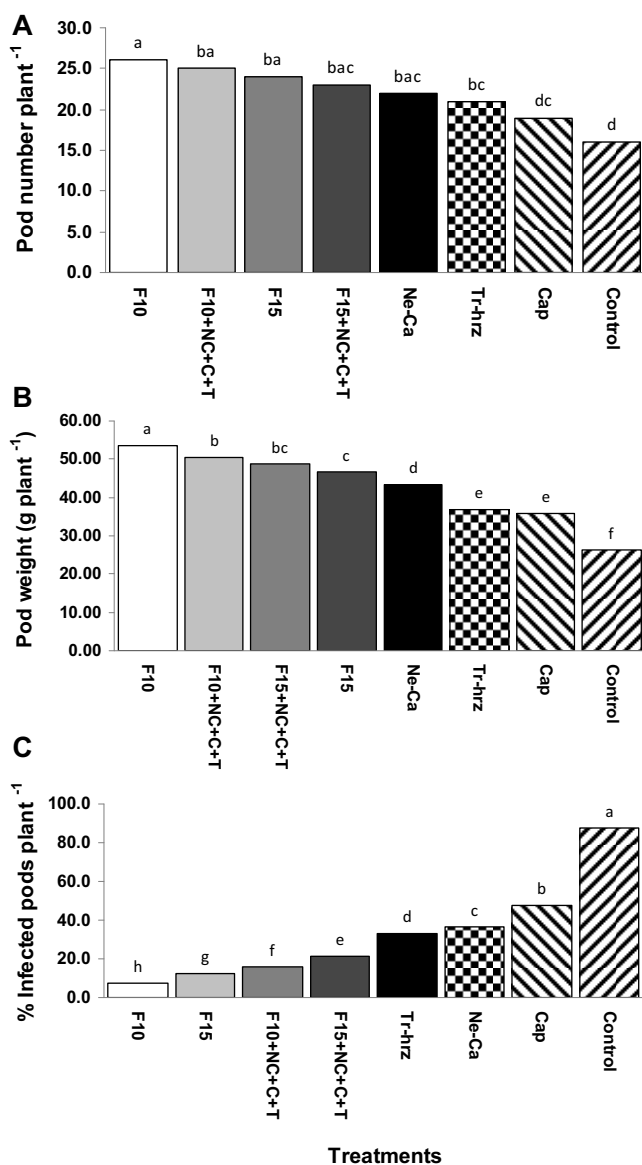 A
Pod number plant -1
30.0
25.0
20.0
15.0
10.0
5.0
0.0
a
ba
ba
bac
bac
bc
dc
d
F10
F10+NC+C+T
F15
F15+NC+C+T
Ne-Ca
Tr-hrz
Cap
Control
B
Pod weight (g plant -1)
60.00
50.00
40.00
30.00
20.00
10.00
0.00
a
b
bc
c
d
e
e
f
F10
F10+NC+C+T
F15+NC+C+T
F15
Ne-Ca
Tr-hrz
Cap
Control
C
% Infected pods plant -1
100.0
80.0
60.0
40.0
20.0
0.0
h
g
f
e
d
c
b
a
F10
F15
F10+NC+C+T
F15+NC+C+T
Tr-hrz
Ne-Ca
Cap
Control
Treatments